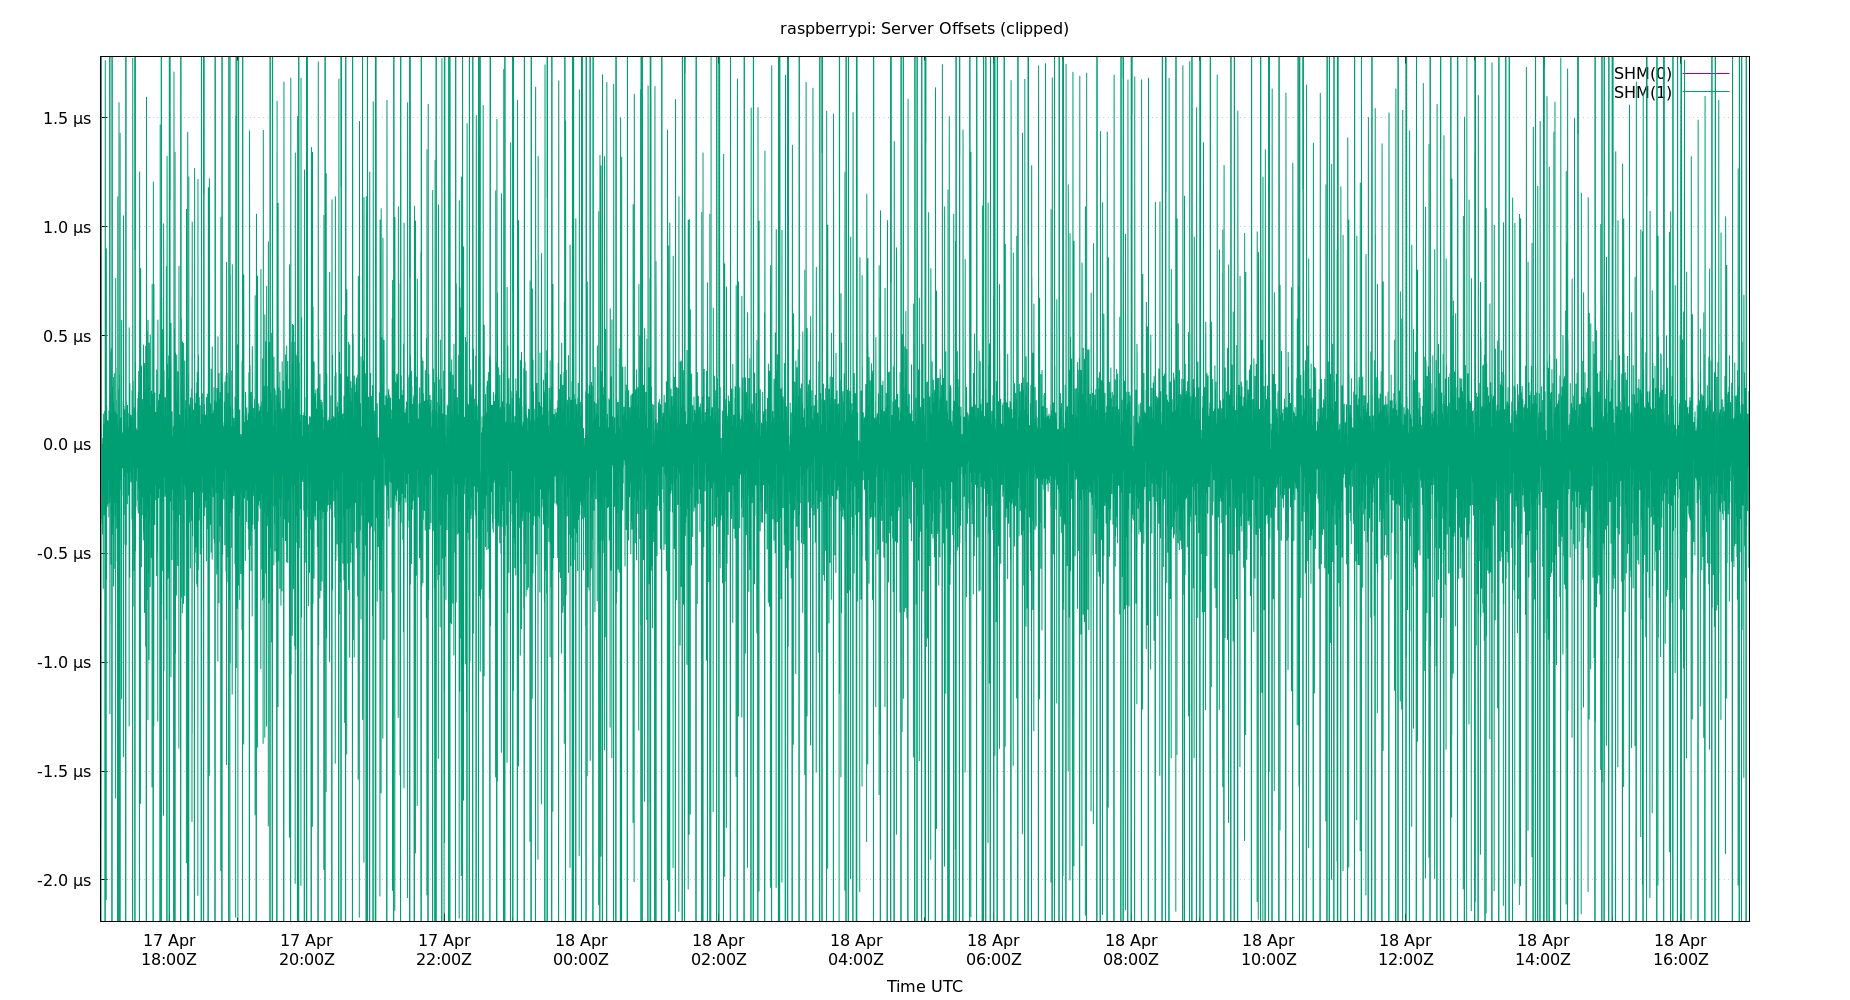 raspberrypi: Server Offsets (clipped)
SHM(0)
SHM(1)
1.5 µs
1.0 µs
0.5 µs
0.0 µs
-0.5 µs
-1.0 µs
-1.5 µs
-2.0 µs
17 Apr 17 Apr 17 Apr 18 Apr 18 Apr 18 Apr 18 Apr 18 Apr 18 Apr 18 Apr 18 Apr 18 Apr
18:00Z 20:00Z 22:00Z 00:00Z 02:00Z 04:00Z 06:00Z 08:00Z 10:00Z 12:00Z 14:00Z 16:00Z
Time UTC